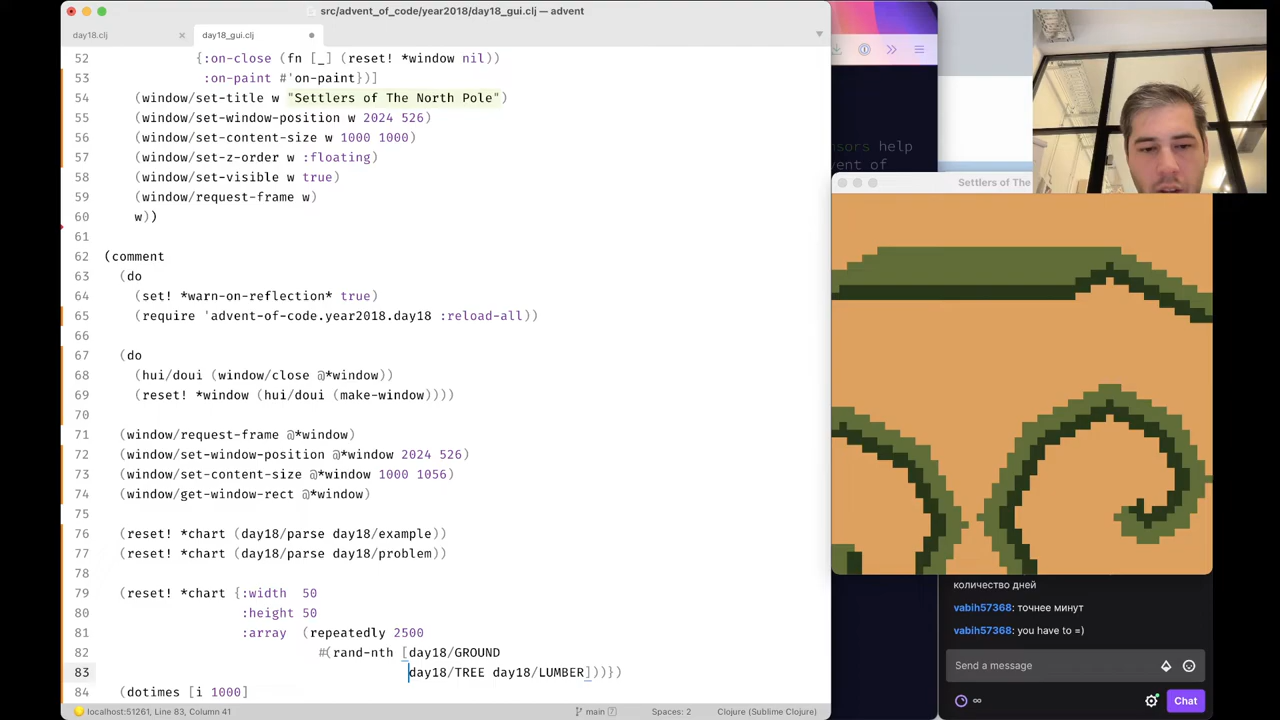 src/advent_of_code/year2018/day18_gui.clj — advent
day18.clj
day18_gui.clj
52 {:on-close (fn [_] (reset! *window nil))
53 :on-paint #'on-paint})]
54 (window/set-title w "Settlers of The North Pole")
55 (window/set-window-position w 2024 526)
56 (window/set-content-size w 1000 1000)
57 (window/set-z-order w :floating)
58 (window/set-visible w true)
59 (window/request-frame w)
60 w))
61
62 (comment
63 (do
64 (set! *warn-on-reflection* true)
65 (require 'advent-of-code.year2018.day18 :reload-all))
66
67 (do
68 (hui/doui (window/close @*window))
69 (reset! *window (hui/doui (make-window))))
70
71 (window/request-frame @*window)
72 (window/set-window-position @*window 2024 526)
73 (window/set-content-size @*window 1000 1056)
74 (window/get-window-rect @*window)
75
76 (reset! *chart (day18/parse day18/example))
77 (reset! *chart (day18/parse day18/problem))
78
79 (reset! *chart {:width 50
80 :height 50
81 :array (repeatedly 2500
82 #(rand-nth [day18/GROUND
83 day18/TREE day18/LUMBER]))})
84 (dotimes [i 1000]
localhost:51261, Line 83, Column 41
main
Spaces: 2
Clojure (Sublime Clojure)
help
vent of
Settlers of The
количество дней
vabih57368: точнее минут
vabih57368: you have to =)
Send a message
∞
Chat